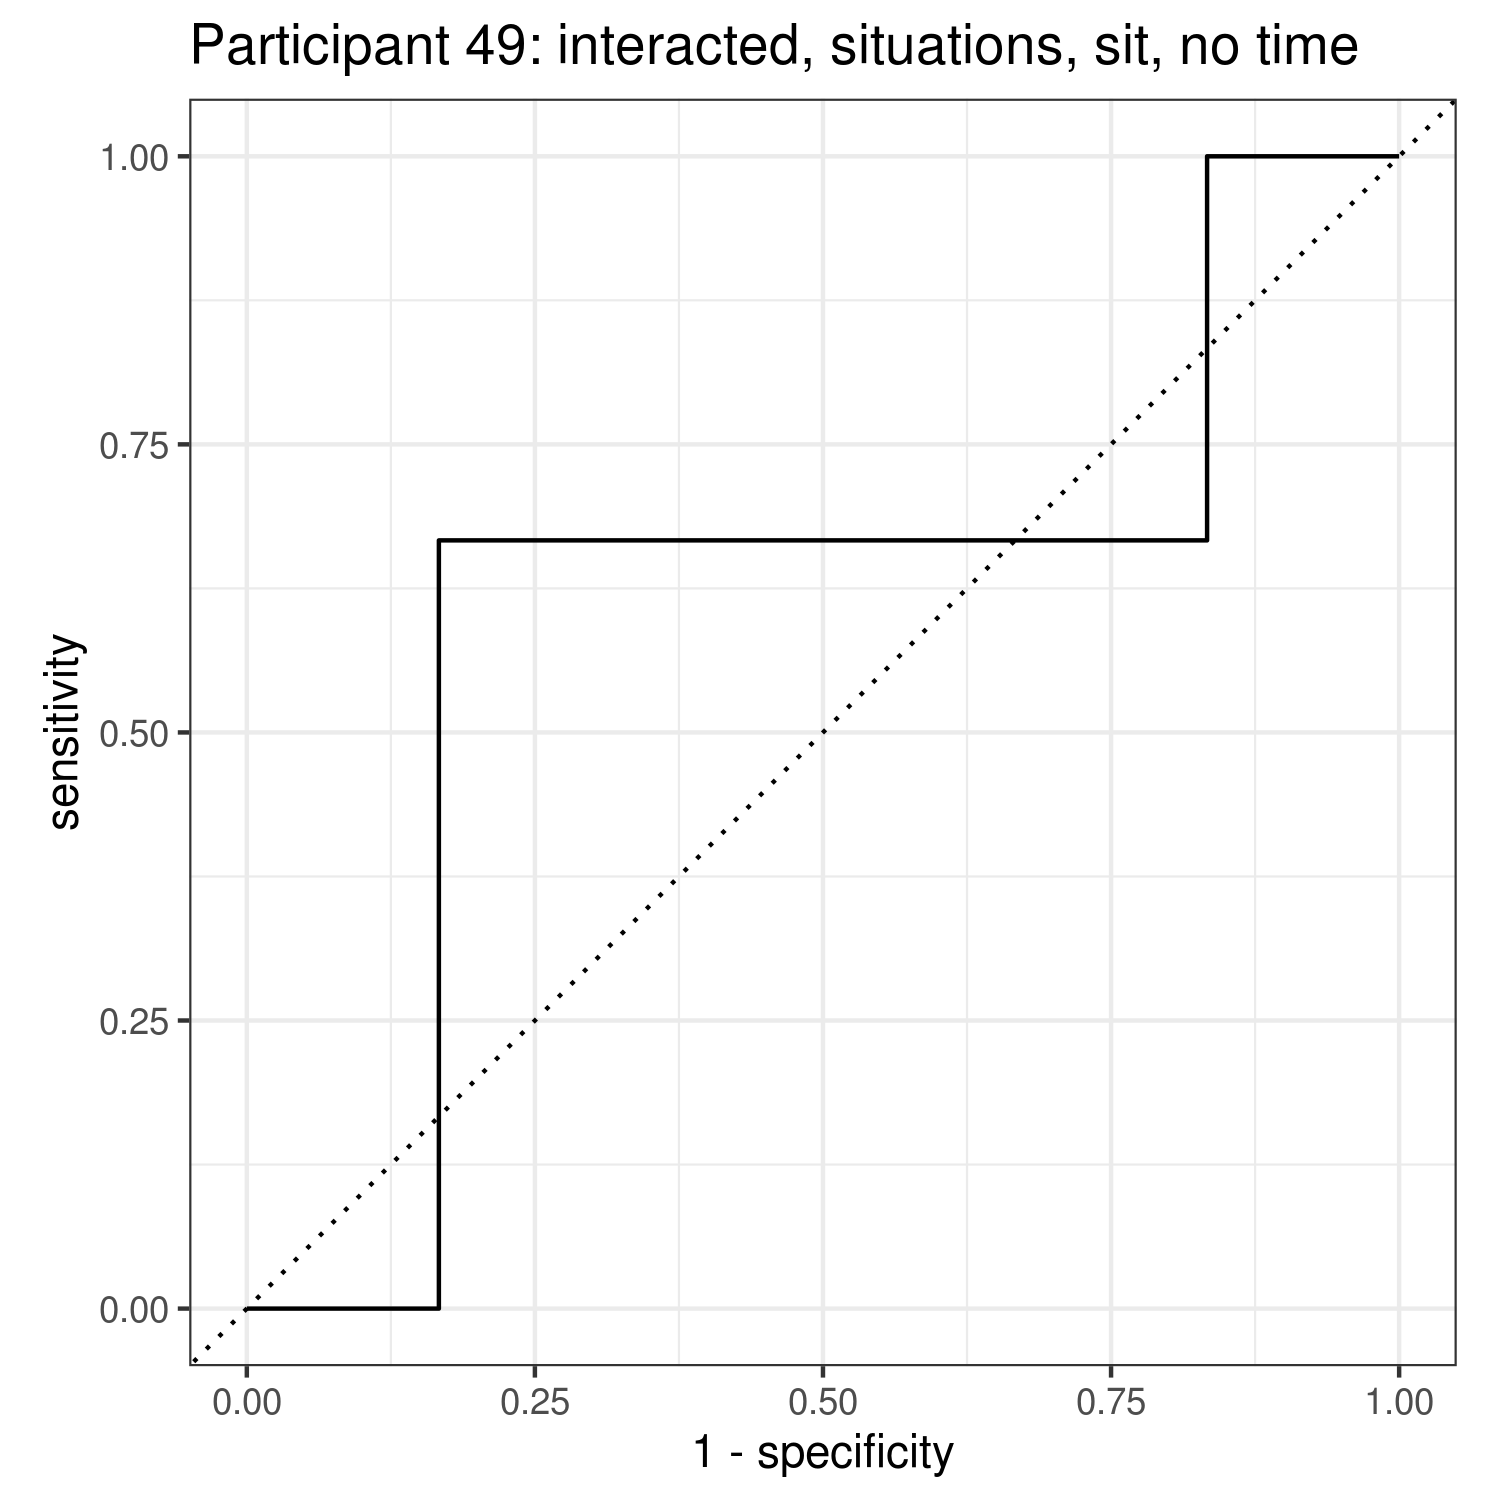 Participant 49: interacted, situations, sit, no time
1.00
0.75
0.50
0.25
0.00
sensitivity
0.00 0.25 0.50 0.75 1.00
1 - specificity